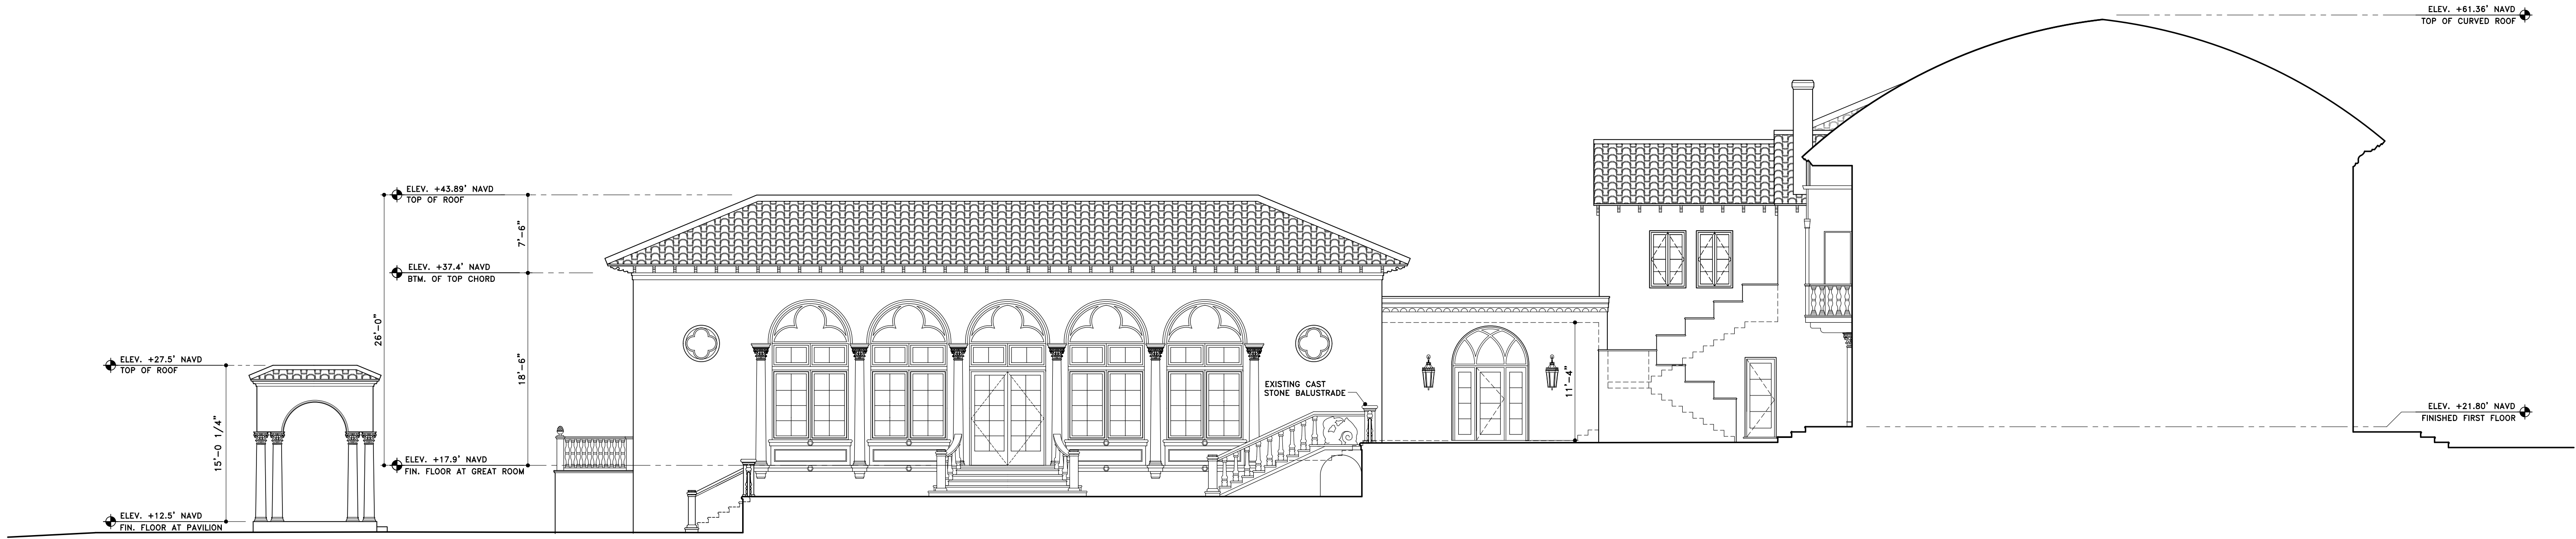 ELEV. +61.36' NAVD
TOP OF CURVED ROOF
ELEV. +43.89' NAVD
TOP OF ROOF
7'-6"
ELEV. +37.4' NAVD
BTM. OF TOP CHORD
26'-0"
18'-6"
ELEV. +27.5' NAVD
TOP OF ROOF
15'-0 1/4"
EXISTING CAST
STONE BALUSTRADE
11'-4"
ELEV. +21.80' NAVD
FINISHED FIRST FLOOR
ELEV. +17.9' NAVD
FIN. FLOOR AT GREAT ROOM
ELEV. +12.5' NAVD
FIN. FLOOR AT PAVILION